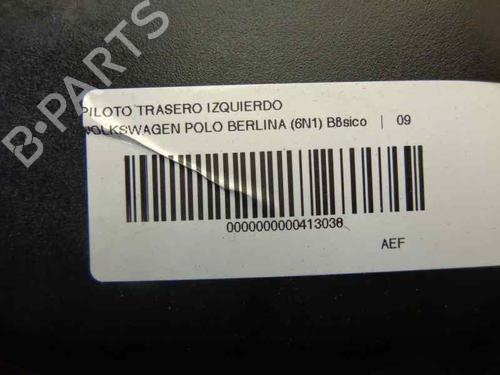 B-PARTS
PILOTO TRASERO IZQUIERDO
VOLKSWAGEN POLO BERLINA (6N1) Bßsico | 09
0000000000413038
AEF